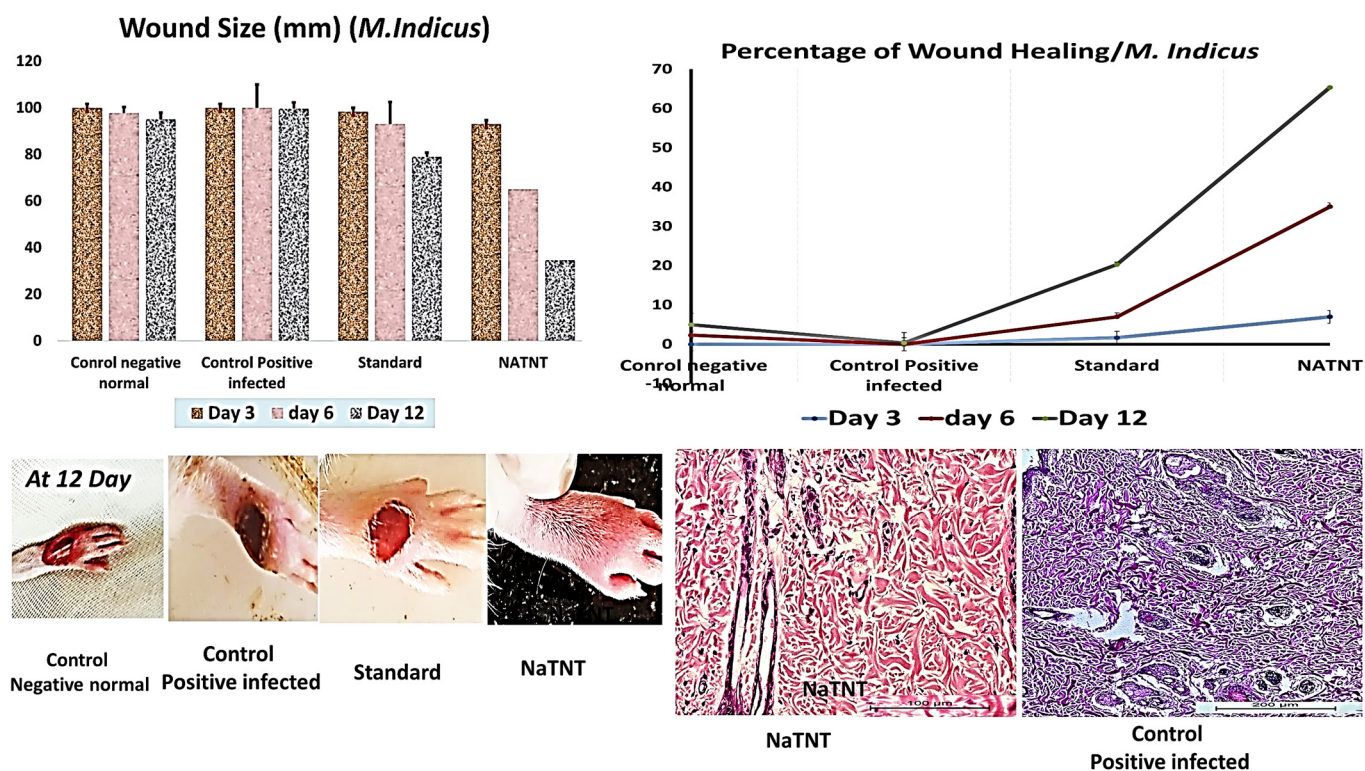 Wound Size (mm) (M.Indicus)
120
100
80
60
40
20
0
Conrol negative normal
Control Positive infected
Standard
NATNT
Day 3 day 6 Day 12
Percentage of Wound Healing/M. Indicus
70
60
50
40
30
20
10
0
-10
Conrol negative normal
Control Positive infected
Standard
NATNT
Day 3 day 6 Day 12
At 12 Day
Control
Negative normal
Control
Positive infected
Standard
NaTNT
NaTNT
100 µm
NaTNT
200 µm
Control
Positive infected